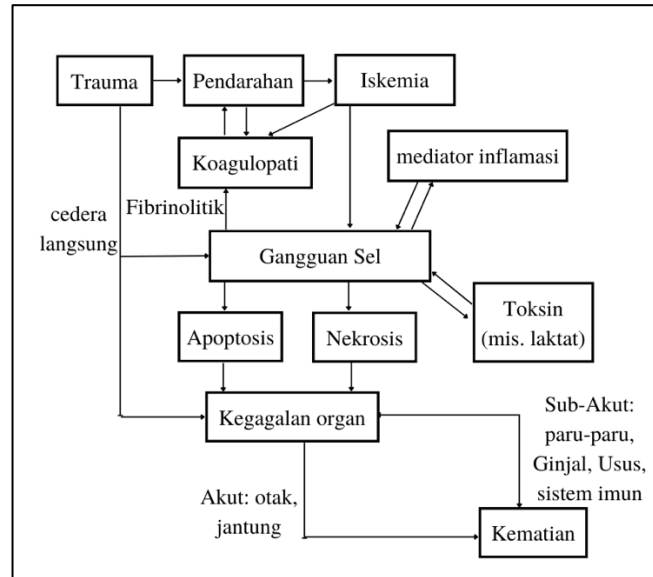 Trauma
Pendarahan
Iskemia
Koagulopati
mediator inflamasi
cedera
langsung
Fibrinolitik
Gangguan Sel
Toksin
(mis. laktat)
Apoptosis
Nekrosis
Kegagalan organ
Sub-Akut:
paru-paru,
Ginjal, Usus,
sistem imun
Akut: otak,
jantung
Kematian